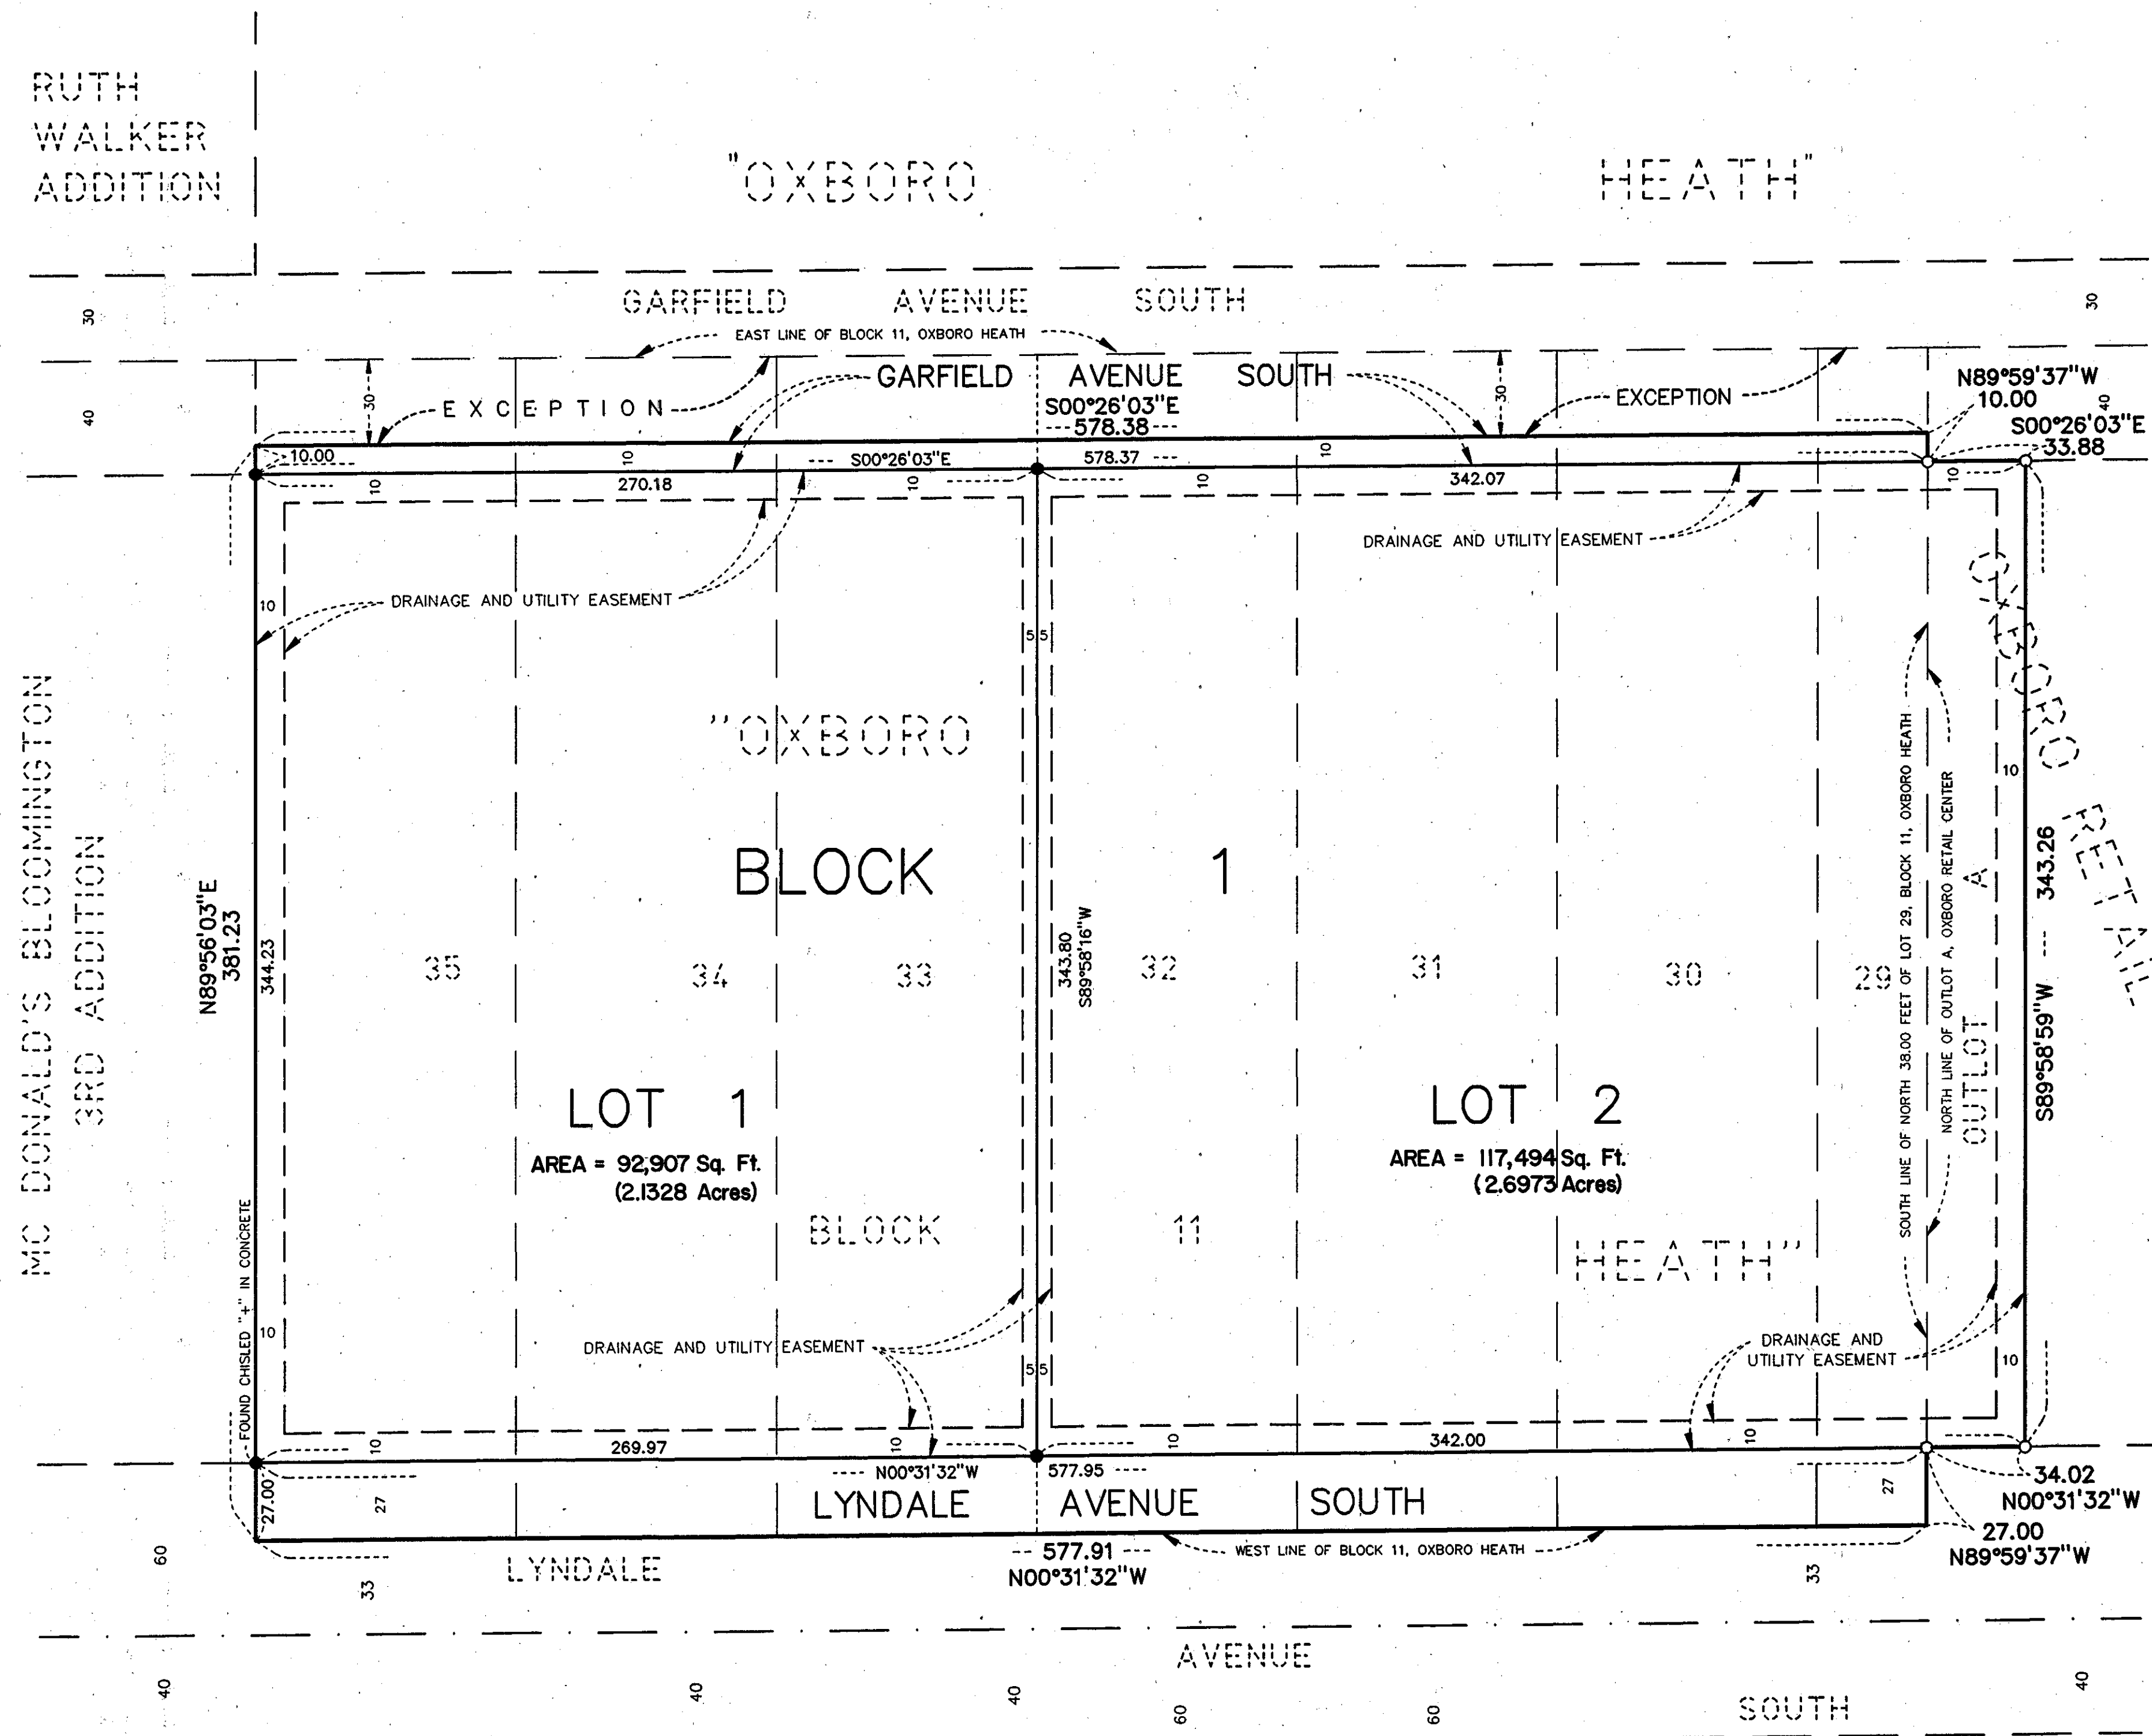 RUTH
WALKER
ADDITION
"OXBORO HEATH"
30
GARFIELD AVENUE SOUTH
30
EAST LINE OF BLOCK 11, OXBORO HEATH
40
30
EXCEPTION
GARFIELD AVENUE SOUTH
S00°26'03"E
578.38
30
EXCEPTION
N89°59'37"W
10.00
40
S00°26'03"E
33.88
10.00
10
S00°26'03"E
578.37
10
10
270.18
10
10
342.07
10
DRAINAGE AND UTILITY EASEMENT
10
DRAINAGE AND UTILITY EASEMENT
5 5
"OXBORO
BLOCK 1
MC DONALD'S BLOOMINGTON
3RD ADDITION
N89°56'03"E
381.23
344.23
35
34
33
343.80
S89°58'16"W
32
31
30
29
SOUTH LINE OF NORTH 38.00 FEET OF LOT 29, BLOCK 11, OXBORO HEATH
NORTH LINE OF OUTLOT A, OXBORO RETAIL CENTER
OUTLOT A
10
S89°58'59"W --- 343.26
OXBORO RETAIL
LOT 1
AREA = 92,907 Sq. Ft.
(2.1328 Acres)
LOT 2
AREA = 117,494 Sq. Ft.
(2.6973 Acres)
BLOCK 11
HEATH"
FOUND CHISLED "+" IN CONCRETE
10
DRAINAGE AND UTILITY EASEMENT
5 5
DRAINAGE AND
UTILITY EASEMENT
10
10
269.97
10
10
342.00
10
27.00
27
N00°31'32"W
577.95
27
34.02
N00°31'32"W
LYNDALE AVENUE SOUTH
27.00
N89°59'37"W
60
LYNDALE
33
577.91
N00°31'32"W
WEST LINE OF BLOCK 11, OXBORO HEATH
33
AVENUE
40
40
40
60
60
SOUTH
40